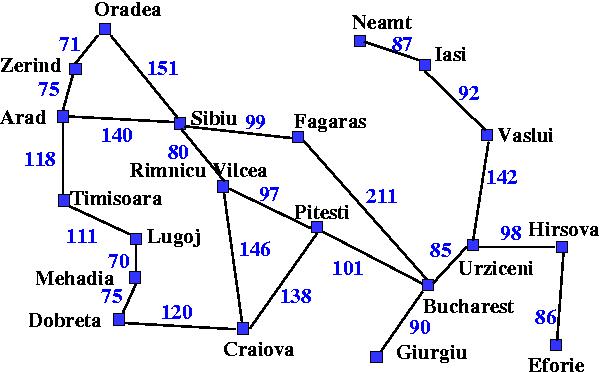 Oradea
Neamt
71
87
Zerind
151
Iasi
75
92
Arad
140
Sibiu
99
Fagaras
Vaslui
118
80
Rimnicu Vilcea
211
142
Timisoara
97
Pitesti
111
Lugoj
146
85
98
Hirsova
Urziceni
70
Mehadia
101
75
138
Bucharest
120
90
86
Dobreta
Craiova
Giurgiu
Eforie